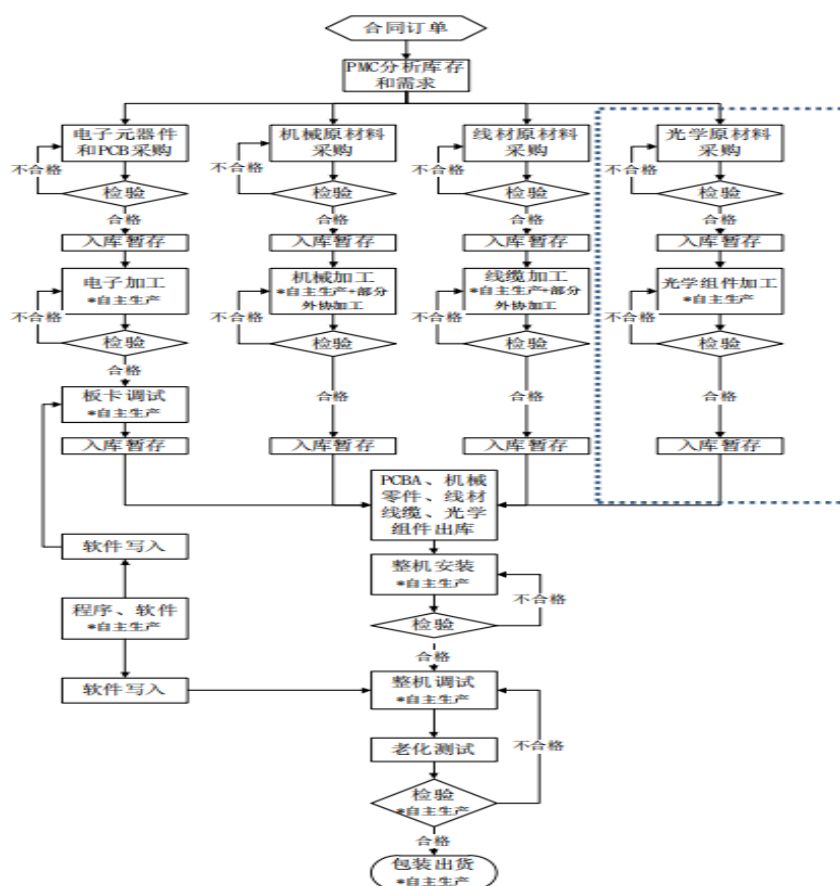 合同订单
PMC分析库存
和需求
电子元器件
和PCB采购
机械原材料
采购
线材原材料
采购
光学原材料
采购
不合格
不合格
不合格
不合格
检验
检验
检验
检验
合格
合格
合格
合格
入库暂存
入库暂存
入库暂存
入库暂存
电子加工
*自主生产
机械加工
*自主生产+部分
外协加工
线缆加工
*自主生产+部分
外协加工
光学组件加工
*自主生产
不合格
不合格
不合格
不合格
检验
检验
检验
检验
合格
合格
合格
合格
板卡调试
*自主生产
入库暂存
入库暂存
入库暂存
入库暂存
PCBA、机械
零件、线材
线缆、光学
组件出库
软件写入
整机安装
*自主生产
不合格
程序、软件
*自主生产
检验
合格
软件写入
整机调试
*自主生产
老化测试
不合格
检验
*自主生产
合格
包装出货
*自主生产